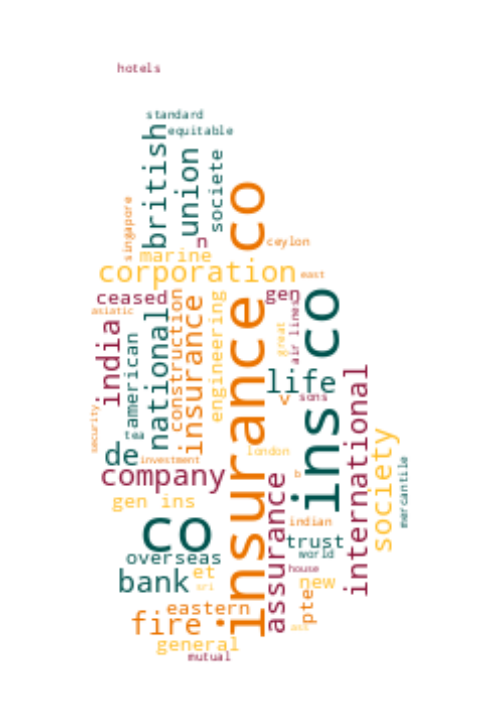 hotels
standard
equitable
british
union
societe
co
singapore
n
ceylon
marine
corporation
east
ceased
gen
asiatic
india
american
national
construction
insurance
engineering
insurance
great
air lines
ins co
life
v
sons
international
security
tea
de
investment
london
society
mercantile
company
b
gen ins
assurance
indian
co
trust
world
overseas
house
bank
et
sri
new
pte
eastern
fire
ass
general
mutual